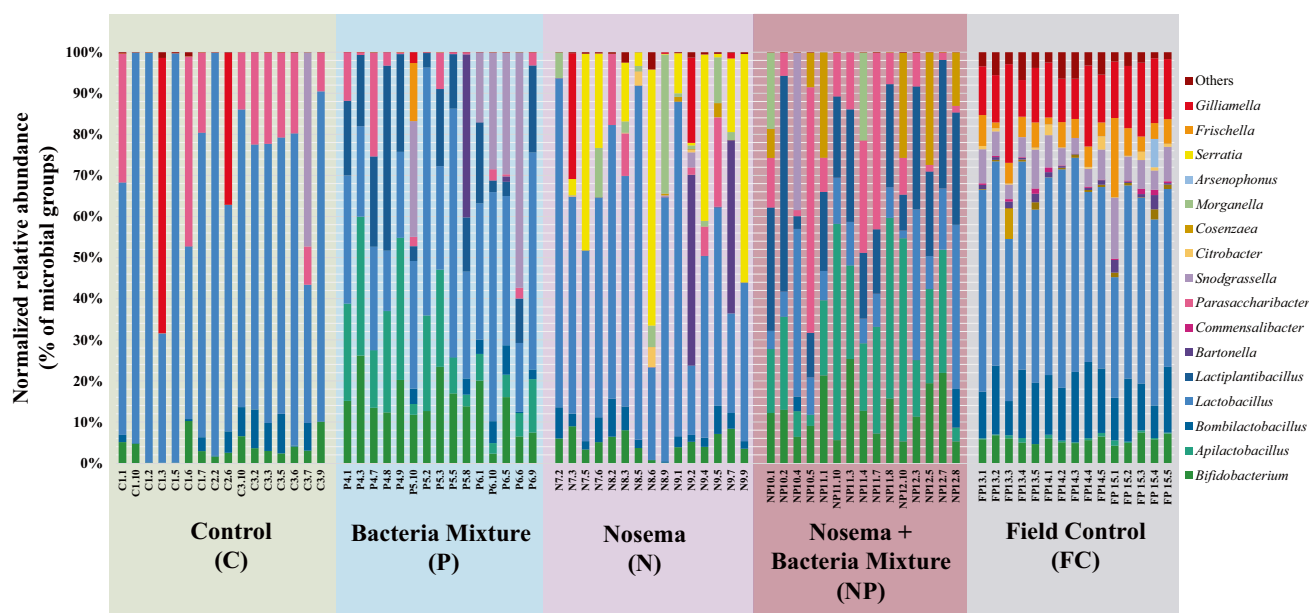 Normalized relative abundance
(% of microbial groups)
100%
90%
80%
70%
60%
50%
40%
30%
20%
10%
0%
C1.1
C1.10
C1.2
C1.3
C1.5
C1.6
C1.7
C2.2
C2.6
C3.10
C3.2
C3.3
C3.5
C3.6
C3.7
C3.9
P4.1
P4.3
P4.7
P4.8
P4.9
P5.10
P5.2
P5.3
P5.5
P5.8
P6.1
P6.10
P6.5
P6.6
P6.9
N7.2
N7.3
N7.5
N7.6
N8.2
N8.3
N8.5
N8.6
N8.9
N9.1
N9.2
N9.4
N9.5
N9.7
N9.9
NP10.1
NP10.2
NP10.4
NP10.5
NP11.1
NP11.10
NP11.3
NP11.4
NP11.7
NP11.8
NP12.10
NP12.3
NP12.5
NP12.7
NP12.8
FP13.1
FP13.2
FP13.3
FP13.4
FP13.5
FP14.1
FP14.2
FP14.3
FP14.4
FP14.5
FP 15.1
FP 15.2
FP 15.3
FP 15.4
FP 15.5
Control
(C)
Bacteria Mixture
(P)
Nosema
(N)
Nosema +
Bacteria Mixture
(NP)
Field Control
(FC)
Others
Gilliamella
Frischella
Serratia
Arsenophonus
Morganella
Cosenzaea
Citrobacter
Snodgrassella
Parasaccharibacter
Commensalibacter
Bartonella
Lactiplantibacillus
Lactobacillus
Bombilactobacillus
Apilactobacillus
Bifidobacterium